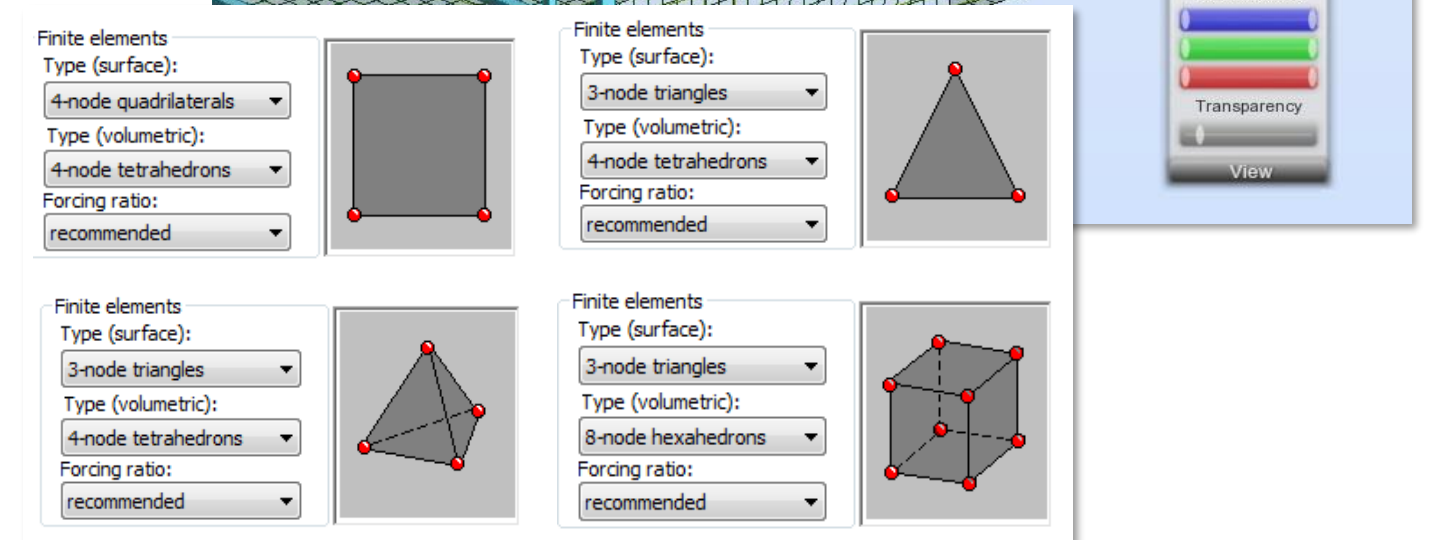 Finite elements
Type (surface):
4-node quadrilaterals
Type (volumetric):
4-node tetrahedrons
Forcing ratio:
recommended
Finite elements
Type (surface):
3-node triangles
Type (volumetric):
4-node tetrahedrons
Forcing ratio:
recommended
Finite elements
Type (surface):
3-node triangles
Type (volumetric):
4-node tetrahedrons
Forcing ratio:
recommended
Finite elements
Type (surface):
3-node triangles
Type (volumetric):
8-node hexahedrons
Forcing ratio:
recommended
Transparency
View